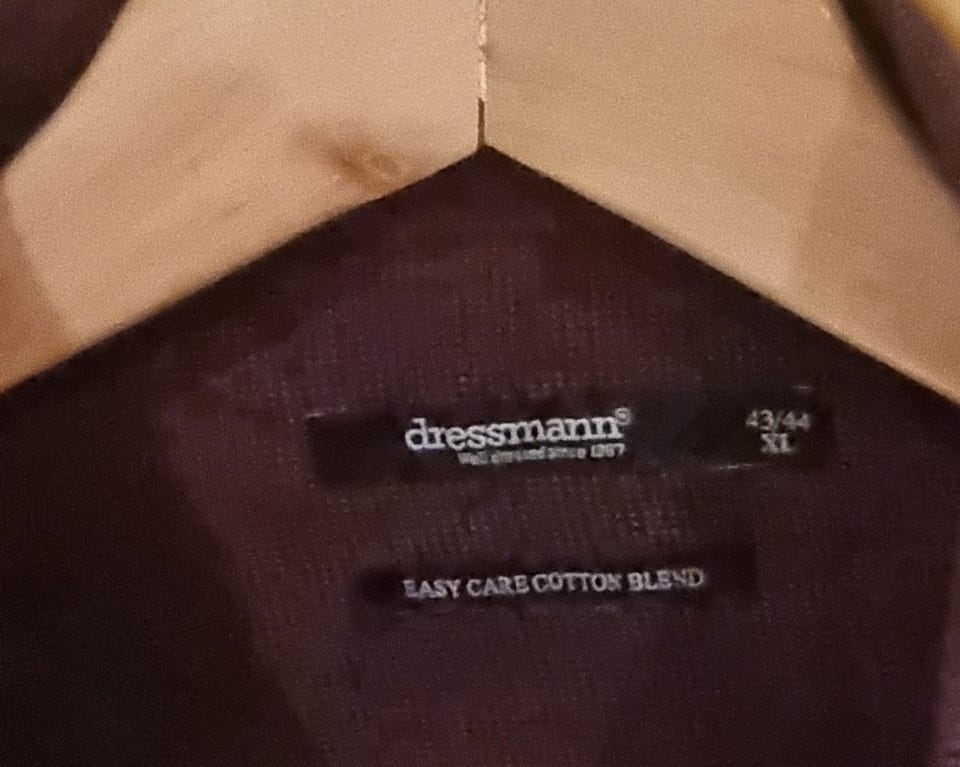 dressmann®
Well dressed since 1967
43/44
XL
EASY CARE COTTON BLEND